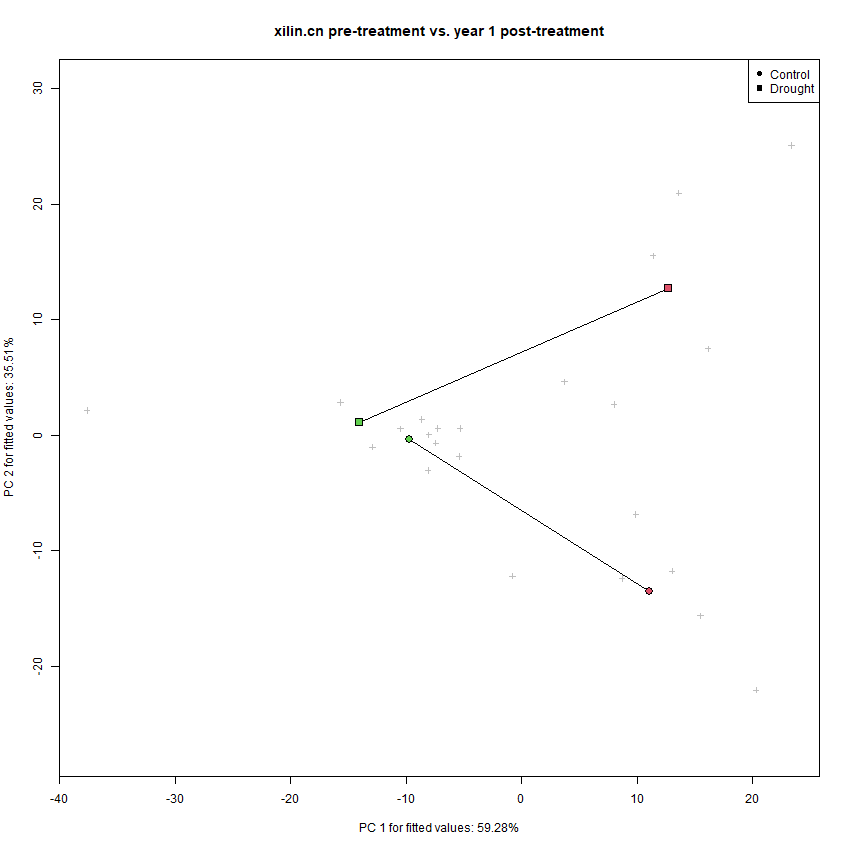 xilin.cn pre-treatment vs. year 1 post-treatment
Control
Drought
30
20
10
0
-10
-20
PC 2 for fitted values: 35.51%
-40
-30
-20
-10
0
10
20
PC 1 for fitted values: 59.28%